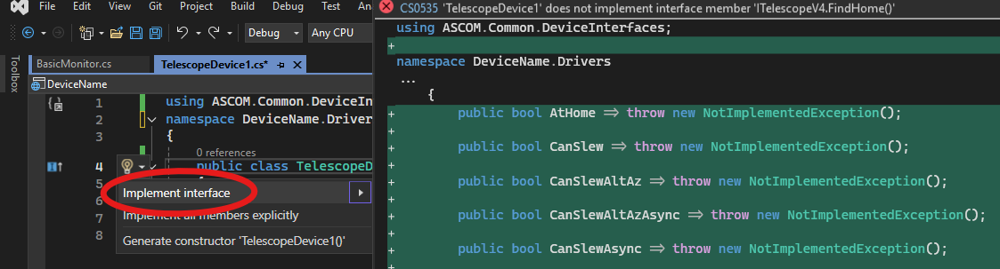 File Edit View Git Project Build Debug Test Anal
Debug
Any CPU
Toolbox
BasicMonitor.cs
TelescopeDevice1.cs*
DeviceName
1 using ASCOM.Common.DeviceIn
2 namespace DeviceName.Driver
3 {
0 references
4 public class TelescopeD
5
6
7
8
Implement interface
Implement all members explicitly
Generate constructor 'TelescopeDevice1()'
CS0535 'TelescopeDevice1' does not implement interface member 'ITelescopeV4.FindHome()'
using ASCOM.Common.DeviceInterfaces;
+
namespace DeviceName.Drivers
...
{
+ public bool AtHome => throw new NotImplementedException();
+
+ public bool CanSlew => throw new NotImplementedException();
+
+ public bool CanSlewAltAz => throw new NotImplementedException();
+
+ public bool CanSlewAltAzAsync => throw new NotImplementedException();
+
+ public bool CanSlewAsync => throw new NotImplementedException();
+